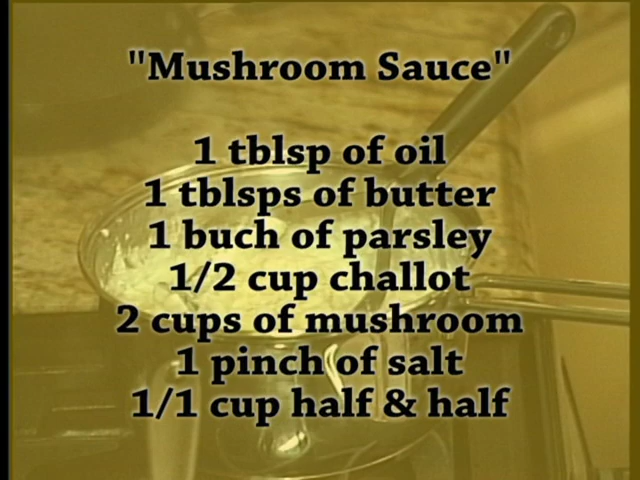 "Mushroom Sauce"
1 tblsp of oil
1 tblsps of butter
1 buch of parsley
1/2 cup challot
2 cups of mushroom
1 pinch of salt
1/1 cup half & half